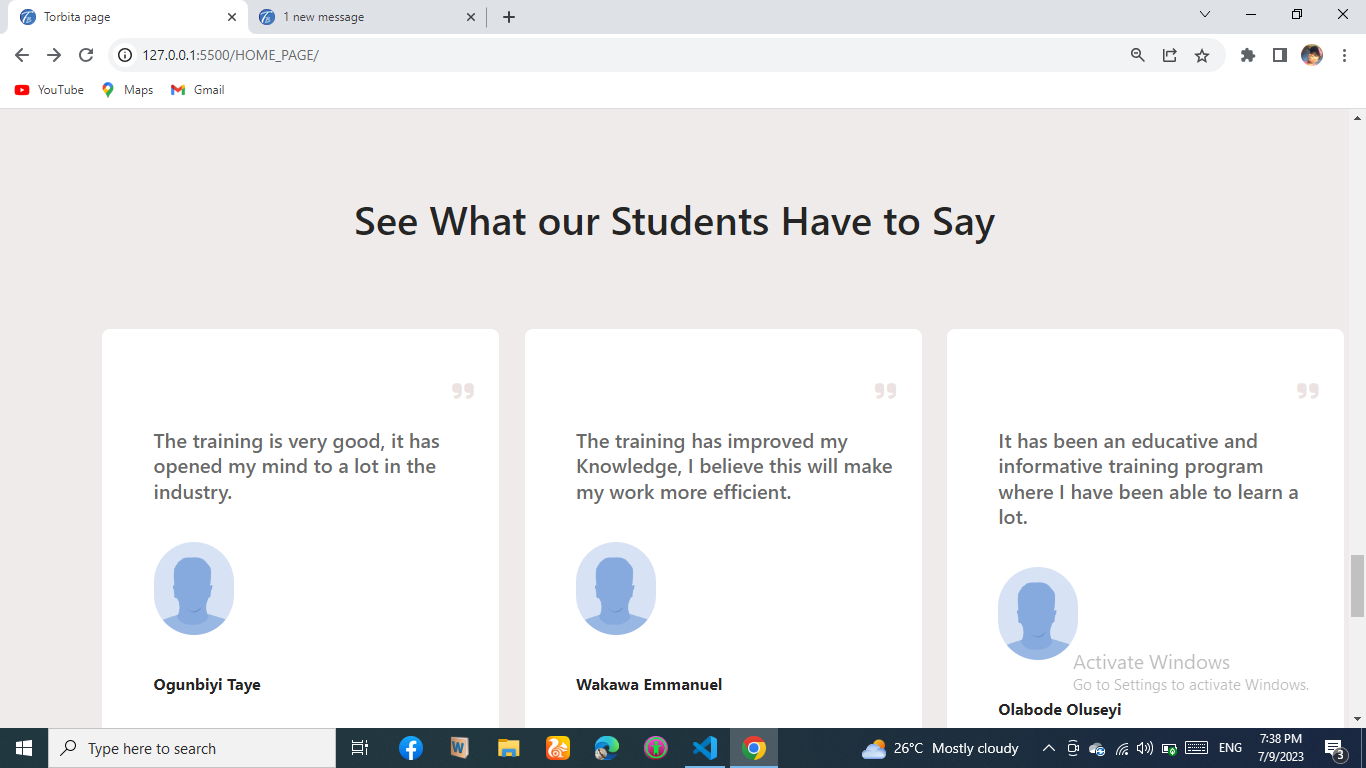 Torbita page
1 new message
127.0.0.1:5500/HOME_PAGE/
YouTube
Maps
Gmail
See What our Students Have to Say
The training is very good, it has
opened my mind to a lot in the
industry.
Ogunbiyi Taye
The training has improved my
Knowledge, I believe this will make
my work more efficient.
Wakawa Emmanuel
It has been an educative and
informative training program
where I have been able to learn a
lot.
Olabode Oluseyi
Activate Windows
Go to Settings to activate Windows.
Type here to search
26°C Mostly cloudy
ENG
7:38 PM
7/9/2023
3